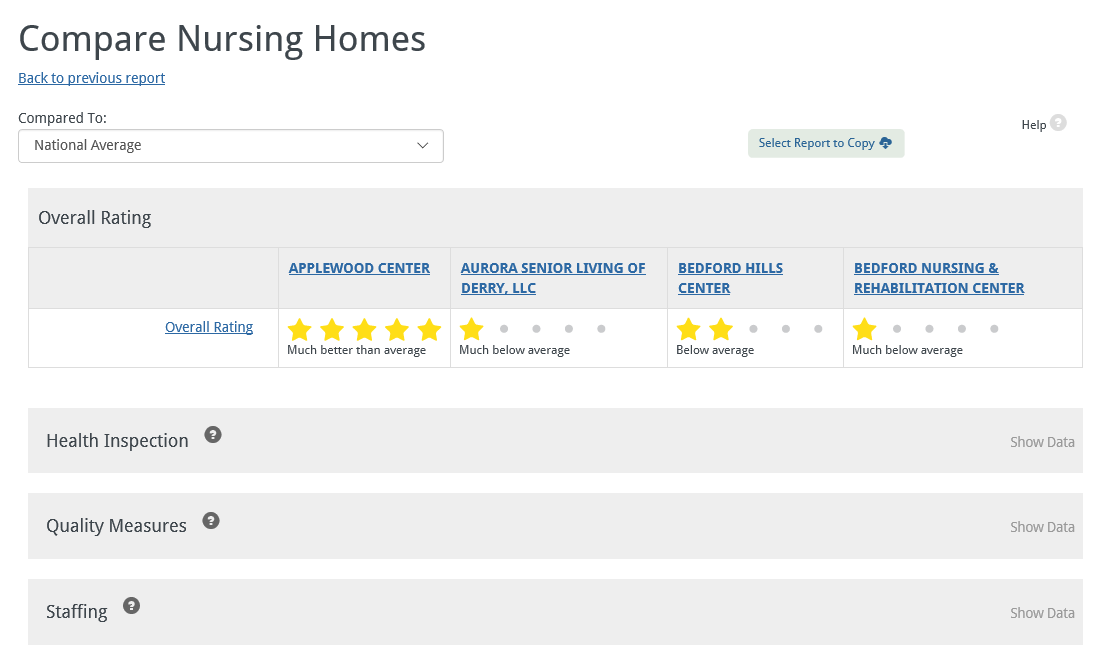 Compare Nursing Homes
Back to previous report
Compared To:
National Average
Select Report to Copy
Help ?
Overall Rating
APPLEWOOD CENTER
AURORA SENIOR LIVING OF
DERRY, LLC
BEDFORD HILLS
CENTER
BEDFORD NURSING &
REHABILITATION CENTER
Overall Rating
Much better than average
Much below average
Below average
Much below average
Health Inspection ?
Show Data
Quality Measures ?
Show Data
Staffing ?
Show Data